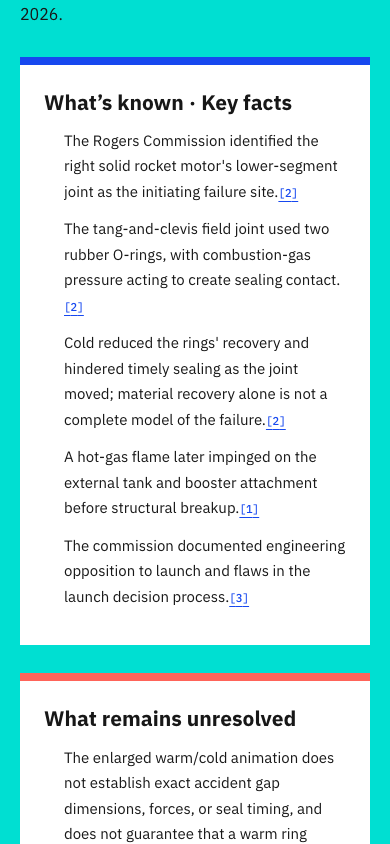 2026.
What’s known · Key facts
The Rogers Commission identified the
right solid rocket motor's lower-segment
joint as the initiating failure site.[2]
The tang-and-clevis field joint used two
rubber O-rings, with combustion-gas
pressure acting to create sealing contact.
[2]
Cold reduced the rings' recovery and
hindered timely sealing as the joint
moved; material recovery alone is not a
complete model of the failure.[2]
A hot-gas flame later impinged on the
external tank and booster attachment
before structural breakup.[1]
The commission documented engineering
opposition to launch and flaws in the
launch decision process.[3]
What remains unresolved
The enlarged warm/cold animation does
not establish exact accident gap
dimensions, forces, or seal timing, and
does not guarantee that a warm ring